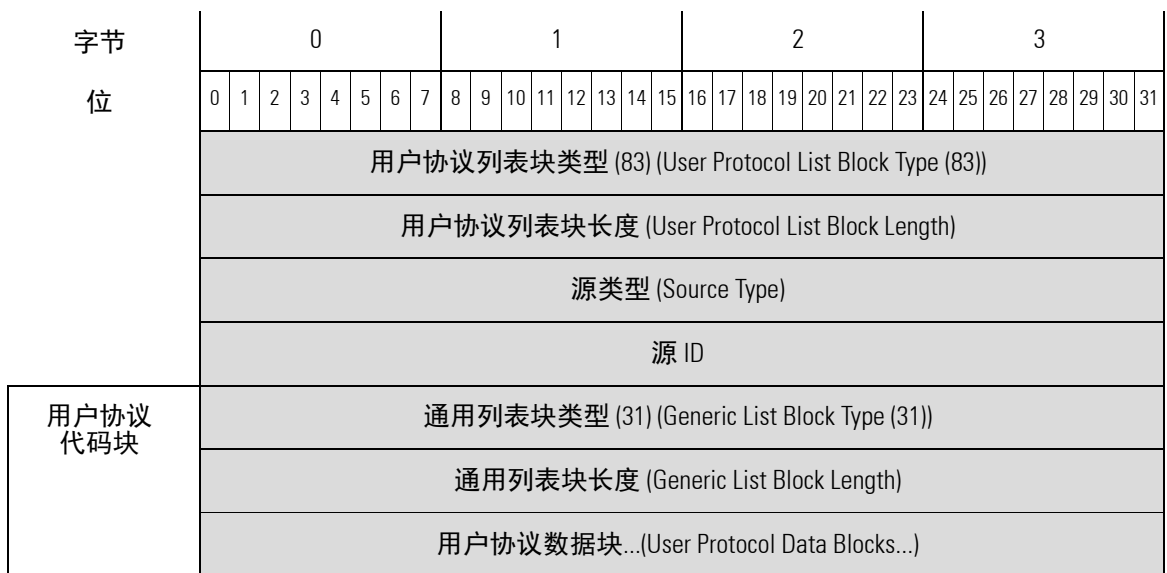 字节 0 1 2 3
位 0 1 2 3 4 5 6 7 8 9 10 11 12 13 14 15 16 17 18 19 20 21 22 23 24 25 26 27 28 29 30 31
用户协议列表块类型 (83) (User Protocol List Block Type (83))
用户协议列表块长度 (User Protocol List Block Length)
源类型 (Source Type)
源 ID
用户协议
代码块
通用列表块类型 (31) (Generic List Block Type (31))
通用列表块长度 (Generic List Block Length)
用户协议数据块...(User Protocol Data Blocks...)